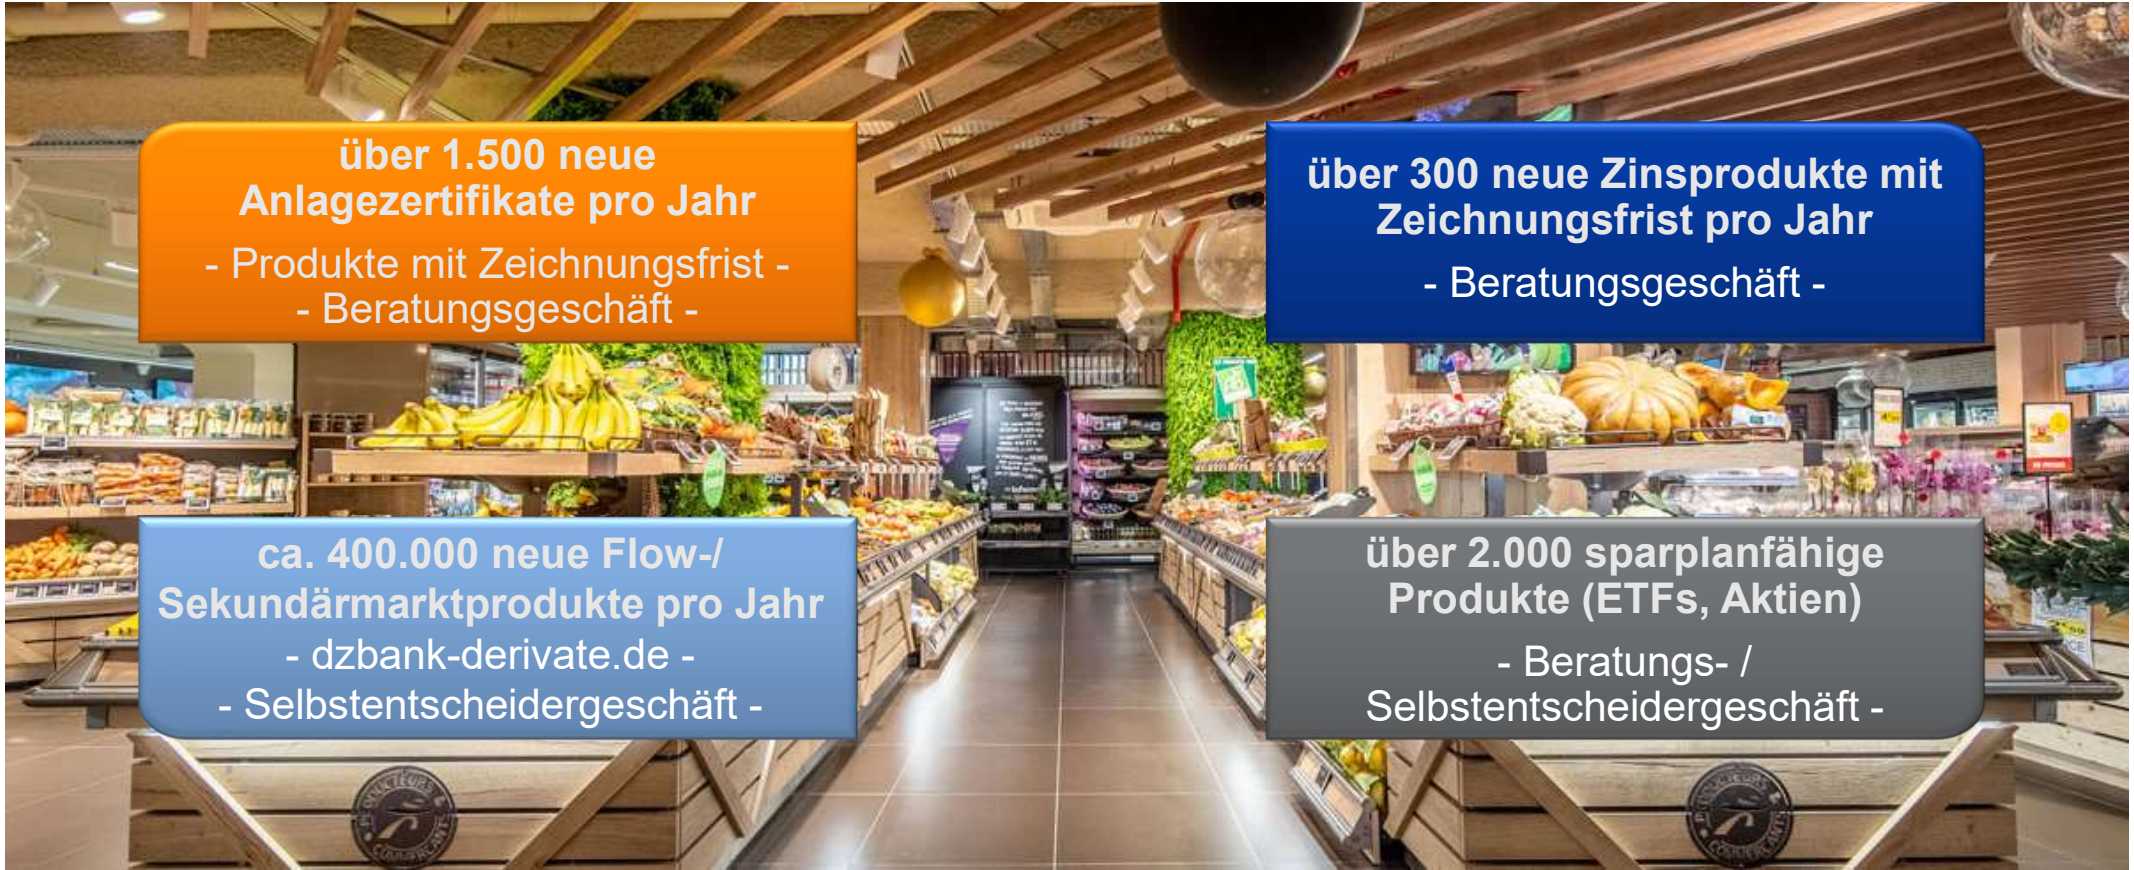 über 1.500 neue
Anlagezertifikate pro Jahr
- Produkte mit Zeichnungsfrist -
- Beratungsgeschäft -
über 300 neue Zinsprodukte mit
Zeichnungsfrist pro Jahr
- Beratungsgeschäft -
ca. 400.000 neue Flow-/
Sekundärmarktprodukte pro Jahr
- dzbank-derivate.de -
- Selbstentscheidergeschäft -
über 2.000 sparplanfähige
Produkte (ETFs, Aktien)
- Beratungs- /
Selbstentscheidergeschäft -